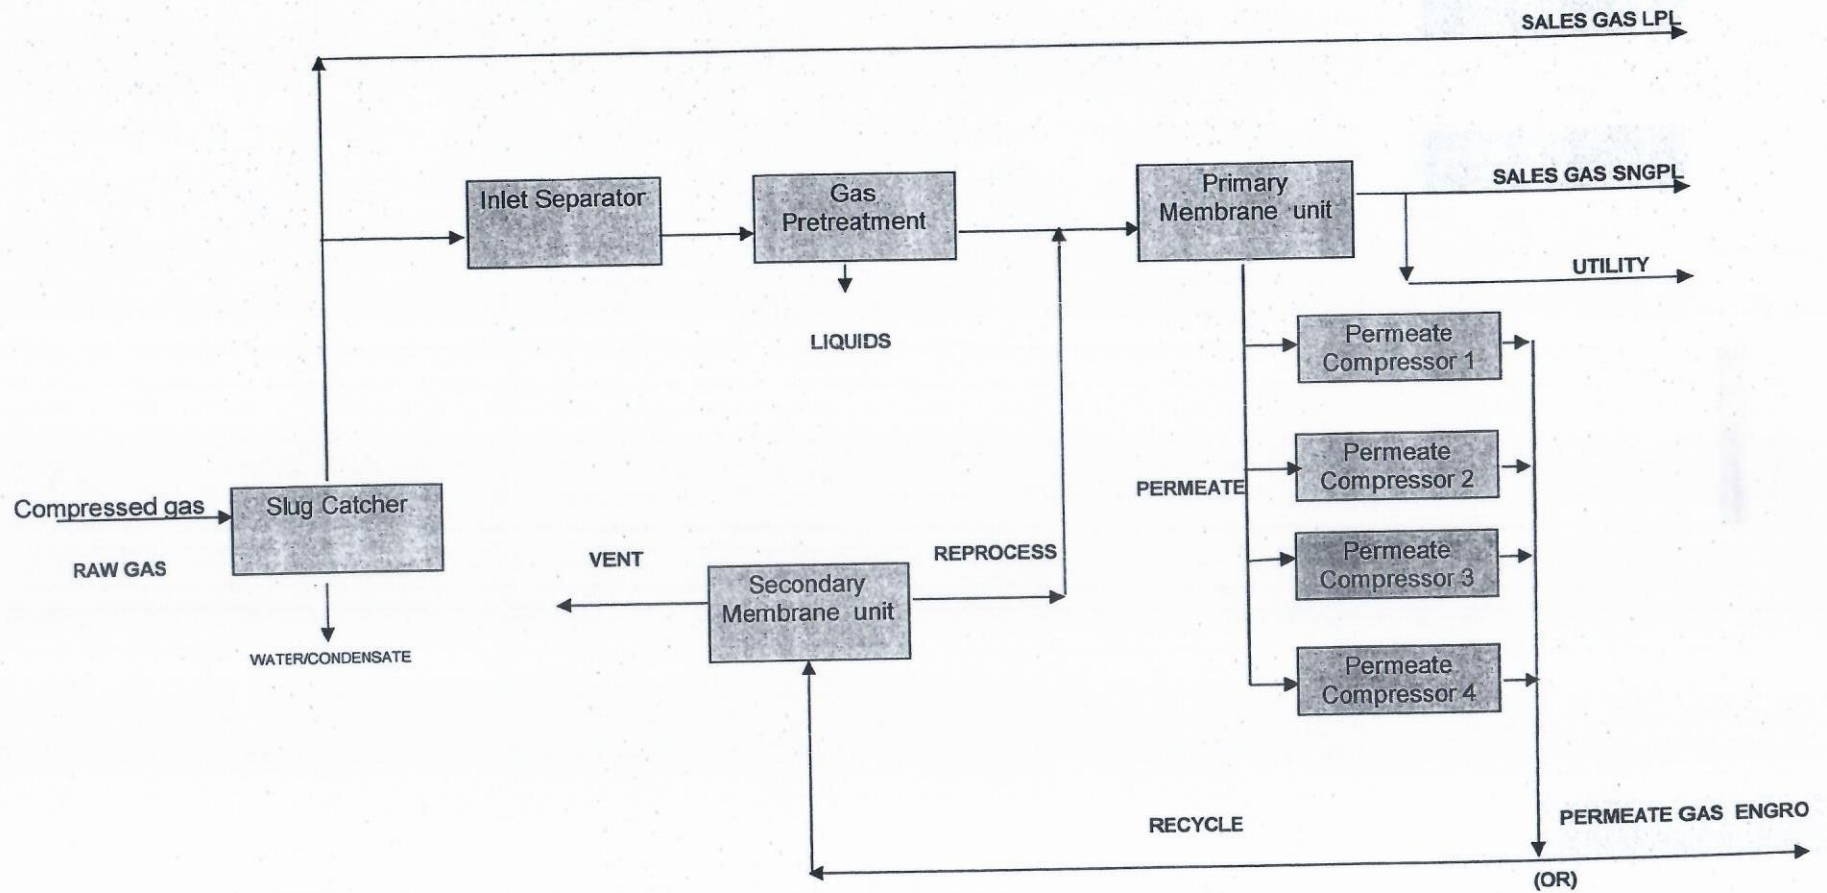 SALES GAS LPL
SALES GAS SNGPL
Inlet Separator
Gas
Pretreatment
Primary
Membrane unit
UTILITY
LIQUIDS
Permeate
Compressor 1
Permeate
Compressor 2
PERMEATE
Compressed gas
Slug Catcher
RAW GAS
VENT
REPROCESS
Secondary
Membrane unit
Permeate
Compressor 3
WATER/CONDENSATE
Permeate
Compressor 4
RECYCLE
PERMEATE GAS ENGRO
(OR)